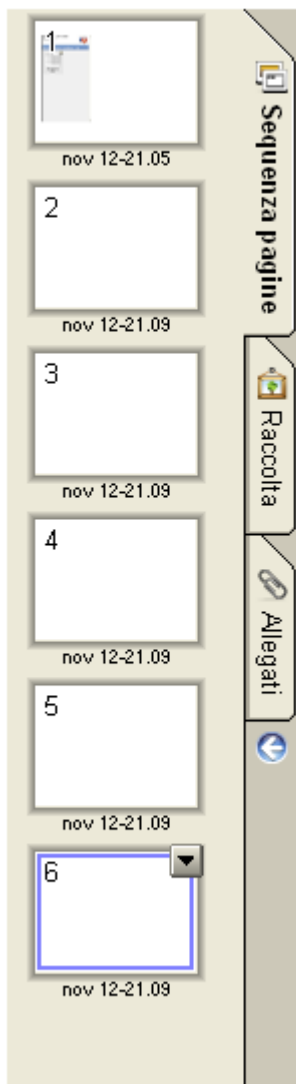 1
nov 12-21.05
2
nov 12-21.09
3
nov 12-21.09
4
nov 12-21.09
5
nov 12-21.09
6
nov 12-21.09
Sequenza pagine
Raccolta
Allegati